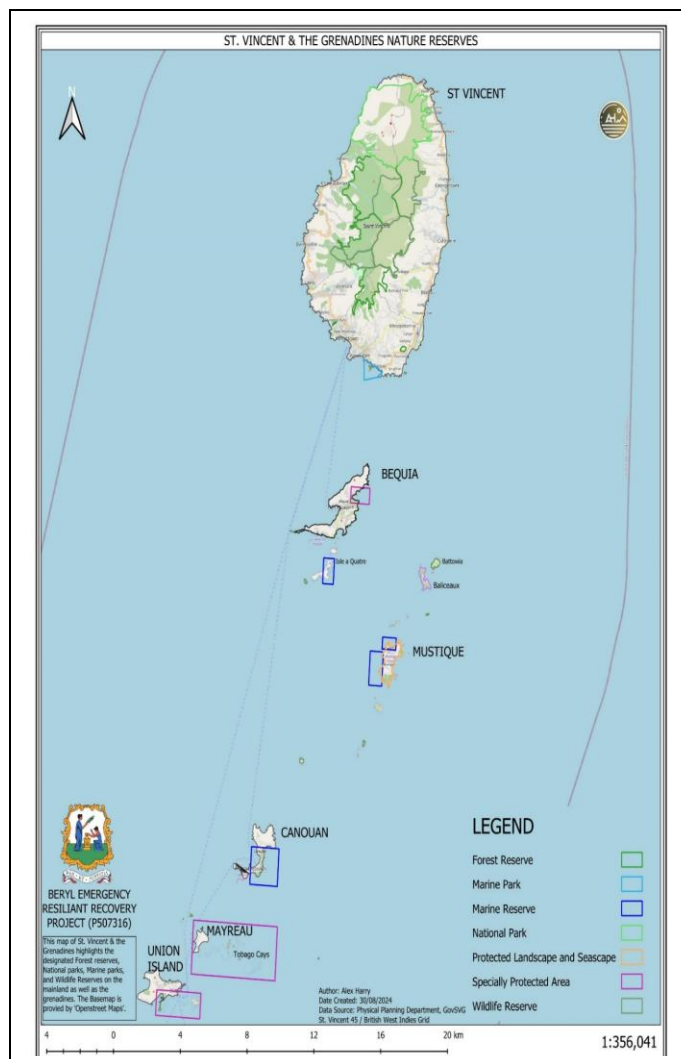 ST. VINCENT & THE GRENADINES NATURE RESERVES
N
ST VINCENT
Saint Vincent
BEQUIA
Isle a Quatre
Battowia
Baliceaux
MUSTIQUE
CANOUAN
MAYREAU
Tobago Cays
UNION
ISLAND
BERYL EMERGENCY
RESILIANT RECOVERY
PROJECT (P507316)
This map of St. Vincent & the
Grenadines highlights the
designated Forest reserves,
National parks, Marine parks,
and Wildlife Reserves on the
mainland as well as the
grenadines. The Basemap is
provied by 'Openstreet Maps'.
LEGEND
Forest Reserve
Marine Park
Marine Reserve
National Park
Protected Landscape and Seascape
Specially Protected Area
Wildlife Reserve
Author: Alex Harry
Date Created: 30/08/2024
Data Source: Physical Planning Department, GovSVG
St. Vincent 45 / British West Indies Grid
4 0 4 8 12 16 20 km
1:356,041